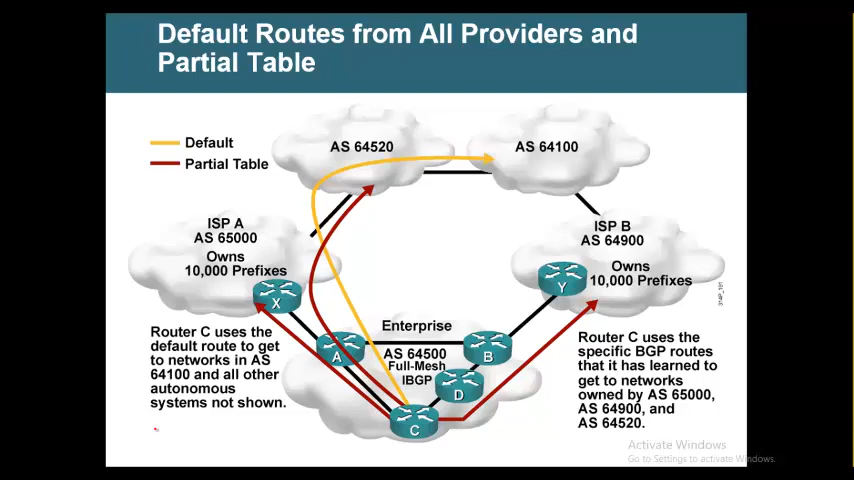 Default Routes from All Providers and
Partial Table
Default
Partial Table
AS 64520
AS 64100
ISP A
AS 65000
Owns
10,000 Prefixes
ISP B
AS 64900
Owns
10,000 Prefixes
X
Y
314P_191
Enterprise
AS 64500
Full-Mesh
IBGP
A
B
D
C
Router C uses the
default route to get
to networks in AS
64100 and all other
autonomous
systems not shown.
Router C uses the
specific BGP routes
that it has learned to
get to networks
owned by AS 65000,
AS 64900, and
AS 64520.
Activate Windows
Go to Settings to activate Windows.